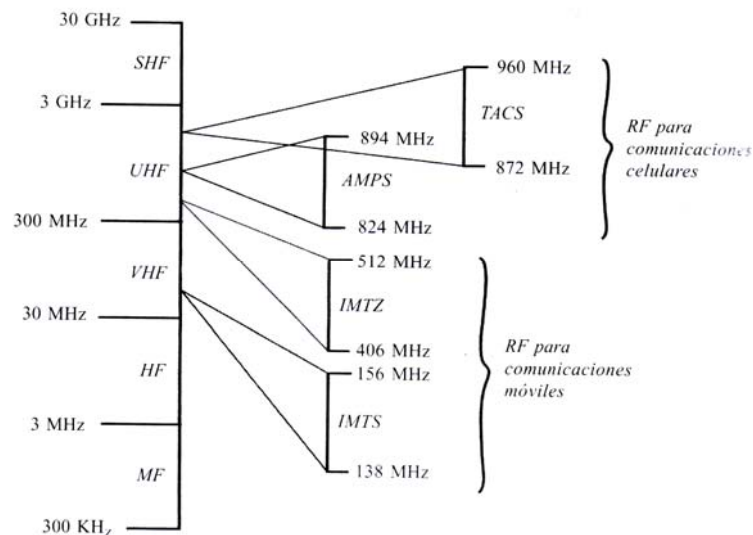 30 GHz
SHF
3 GHz
UHF
300 MHz
VHF
30 MHz
HF
3 MHz
MF
300 KHz
960 MHz
TACS
872 MHz
894 MHz
AMPS
824 MHz
RF para
comunicaciones
celulares
512 MHz
IMTZ
406 MHz
156 MHz
IMTS
138 MHz
RF para
comunicaciones
móviles